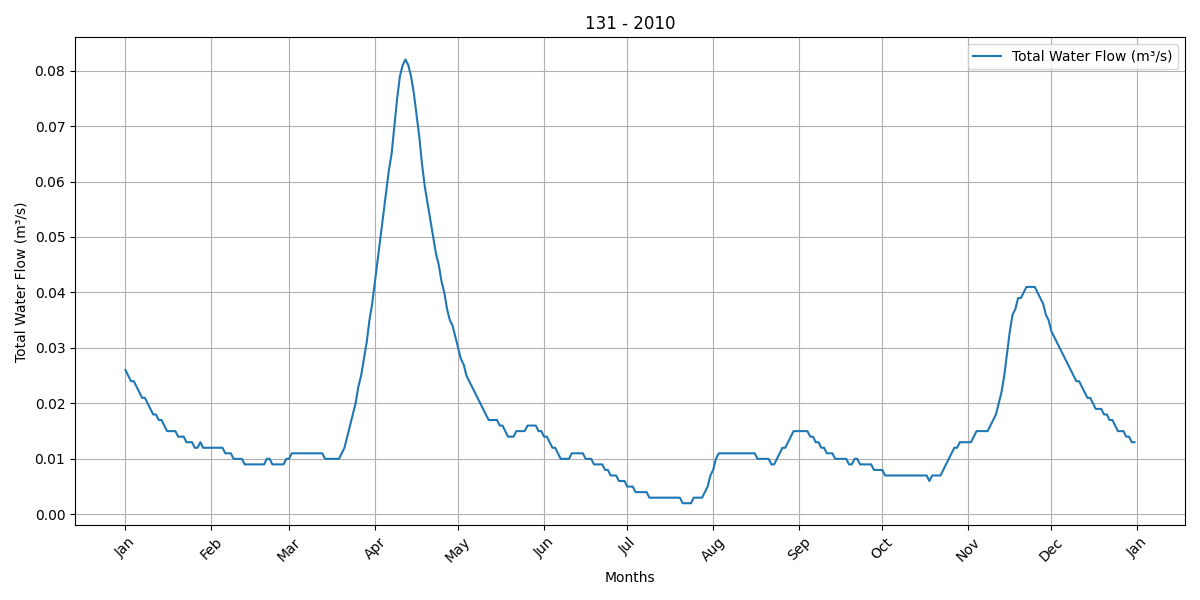 131 - 2010
Total Water Flow (m³/s)
Total Water Flow (m³/s)
0.08
0.07
0.06
0.05
0.04
0.03
0.02
0.01
0.00
Jan Feb Mar Apr May Jun Jul Aug Sep Oct Nov Dec Jan
Months